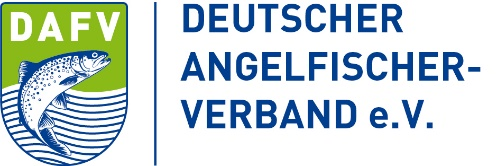 DAFV
DEUTSCHER
ANGELFISCHER-
VERBAND e.V.